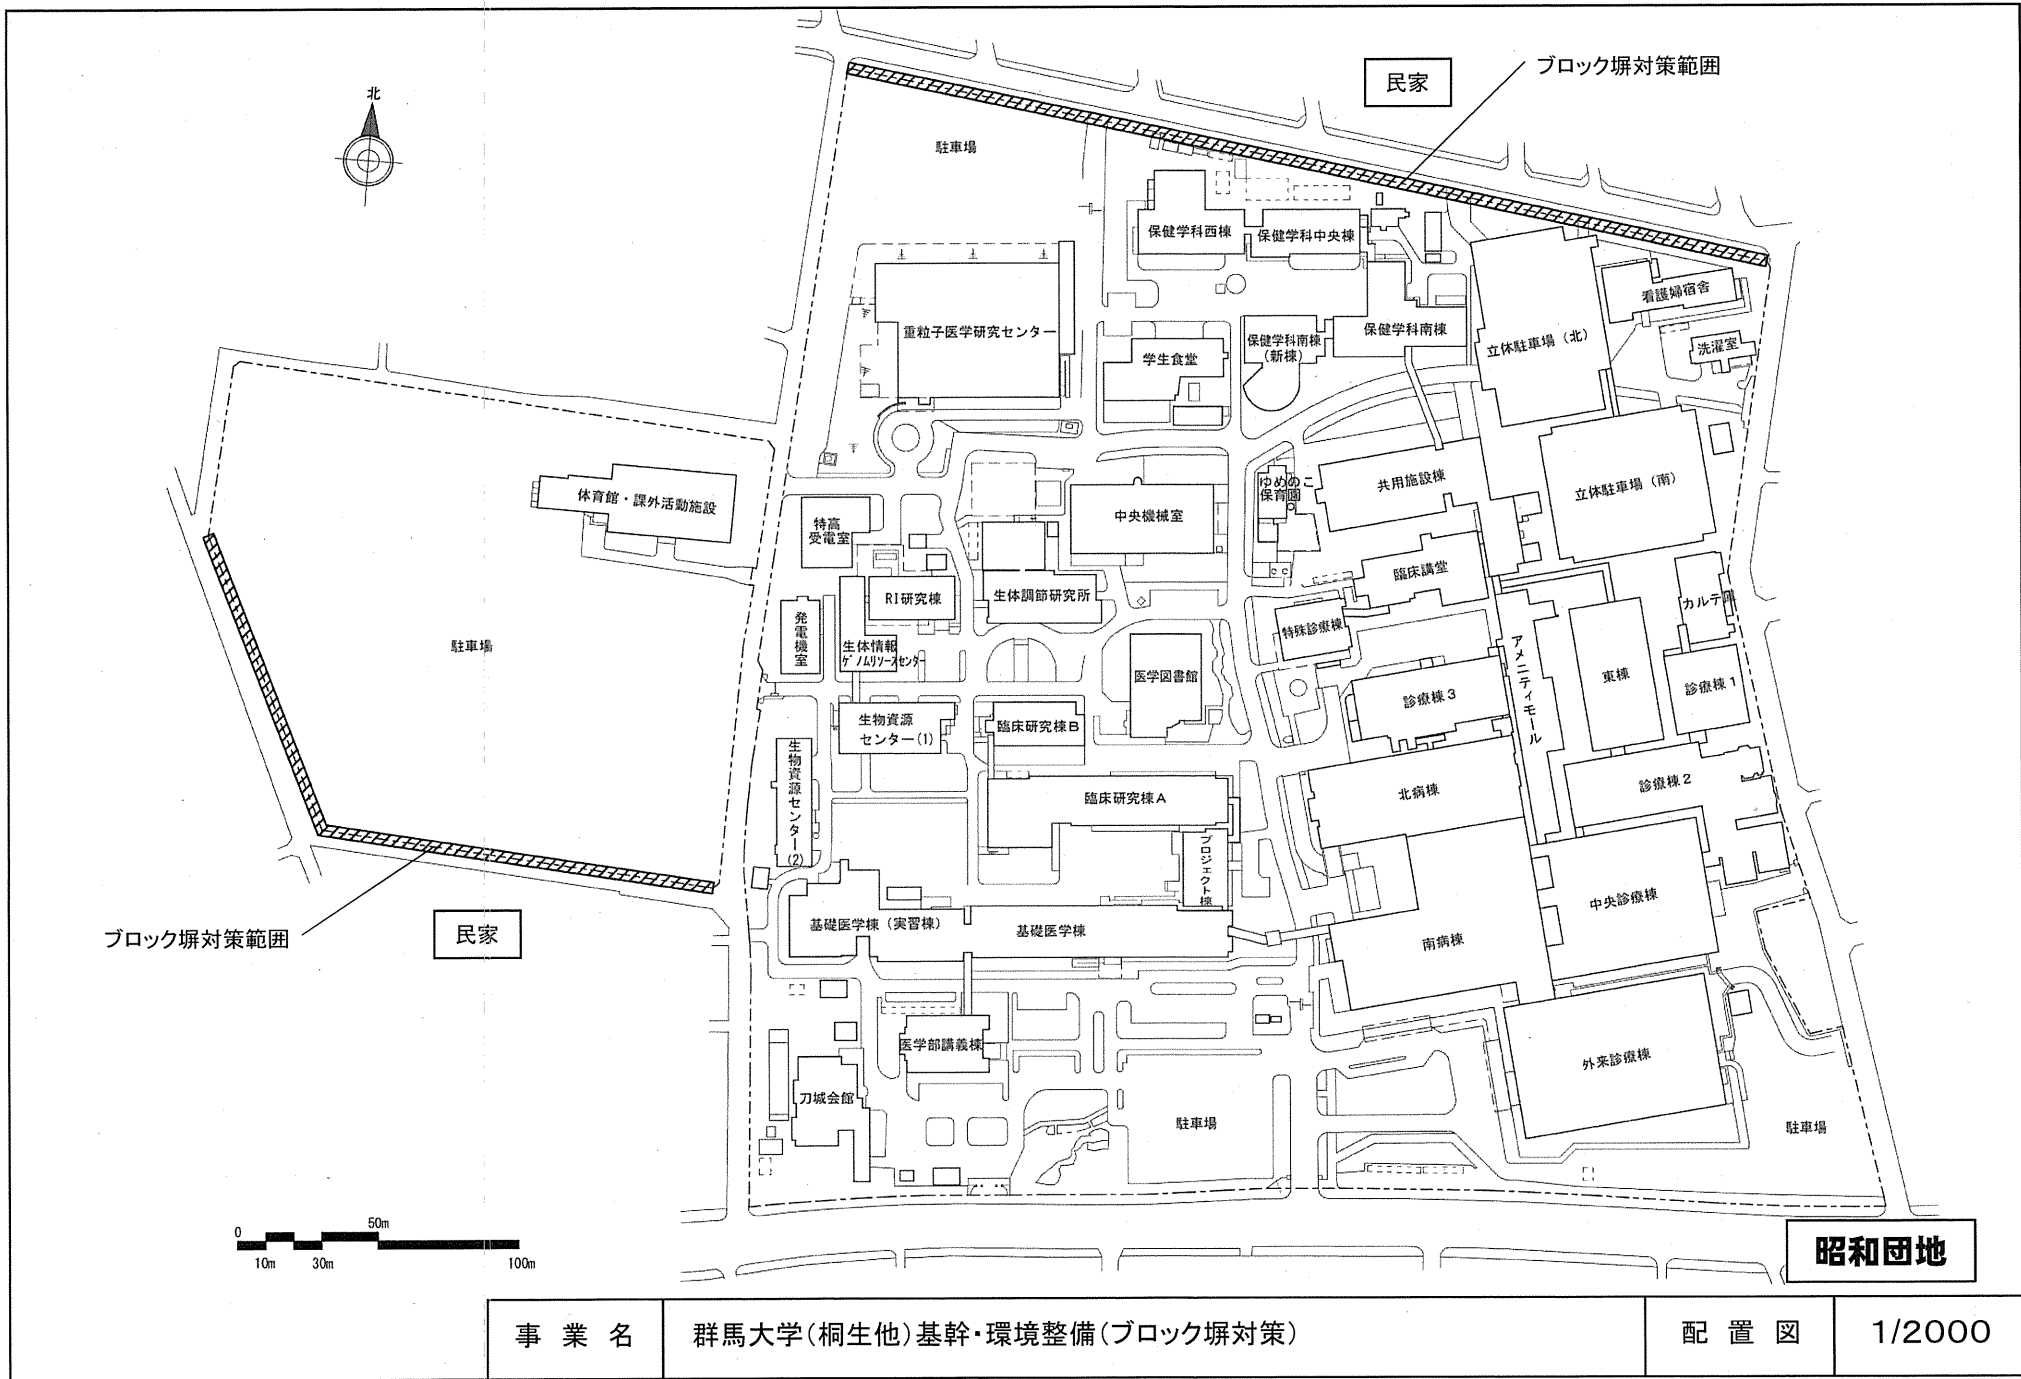 民家
ブロック塀対策範囲
北
駐車場
保健学科西棟
保健学科中央棟
看護婦宿舎
重粒子医学研究センター
保健学科南棟
(新棟)
保健学科南棟
立体駐車場(北)
洗濯室
学生食堂
体育館・課外活動施設
ゆめのこ
保育園
共用施設棟
立体駐車場(南)
特高
受電室
中央機械室
臨床講堂
RI研究棟
生体調節研究所
カルテ庫
発電機室
特殊診療棟
生体情報
ゲノムリソースセンター
駐車場
アメニティモール
医学図書館
東棟
診療棟1
診療棟3
生物資源
センター(1)
臨床研究棟B
生物資源センター(2)
診療棟2
臨床研究棟A
北病棟
プロジェクト棟
中央診療棟
ブロック塀対策範囲
民家
基礎医学棟(実習棟)
基礎医学棟
南病棟
医学部講義棟
外来診療棟
刀城会館
駐車場
駐車場
0
50m
10m
30m
100m
昭和団地
事業名
群馬大学(桐生他)基幹・環境整備(ブロック塀対策)
配置図
1/2000